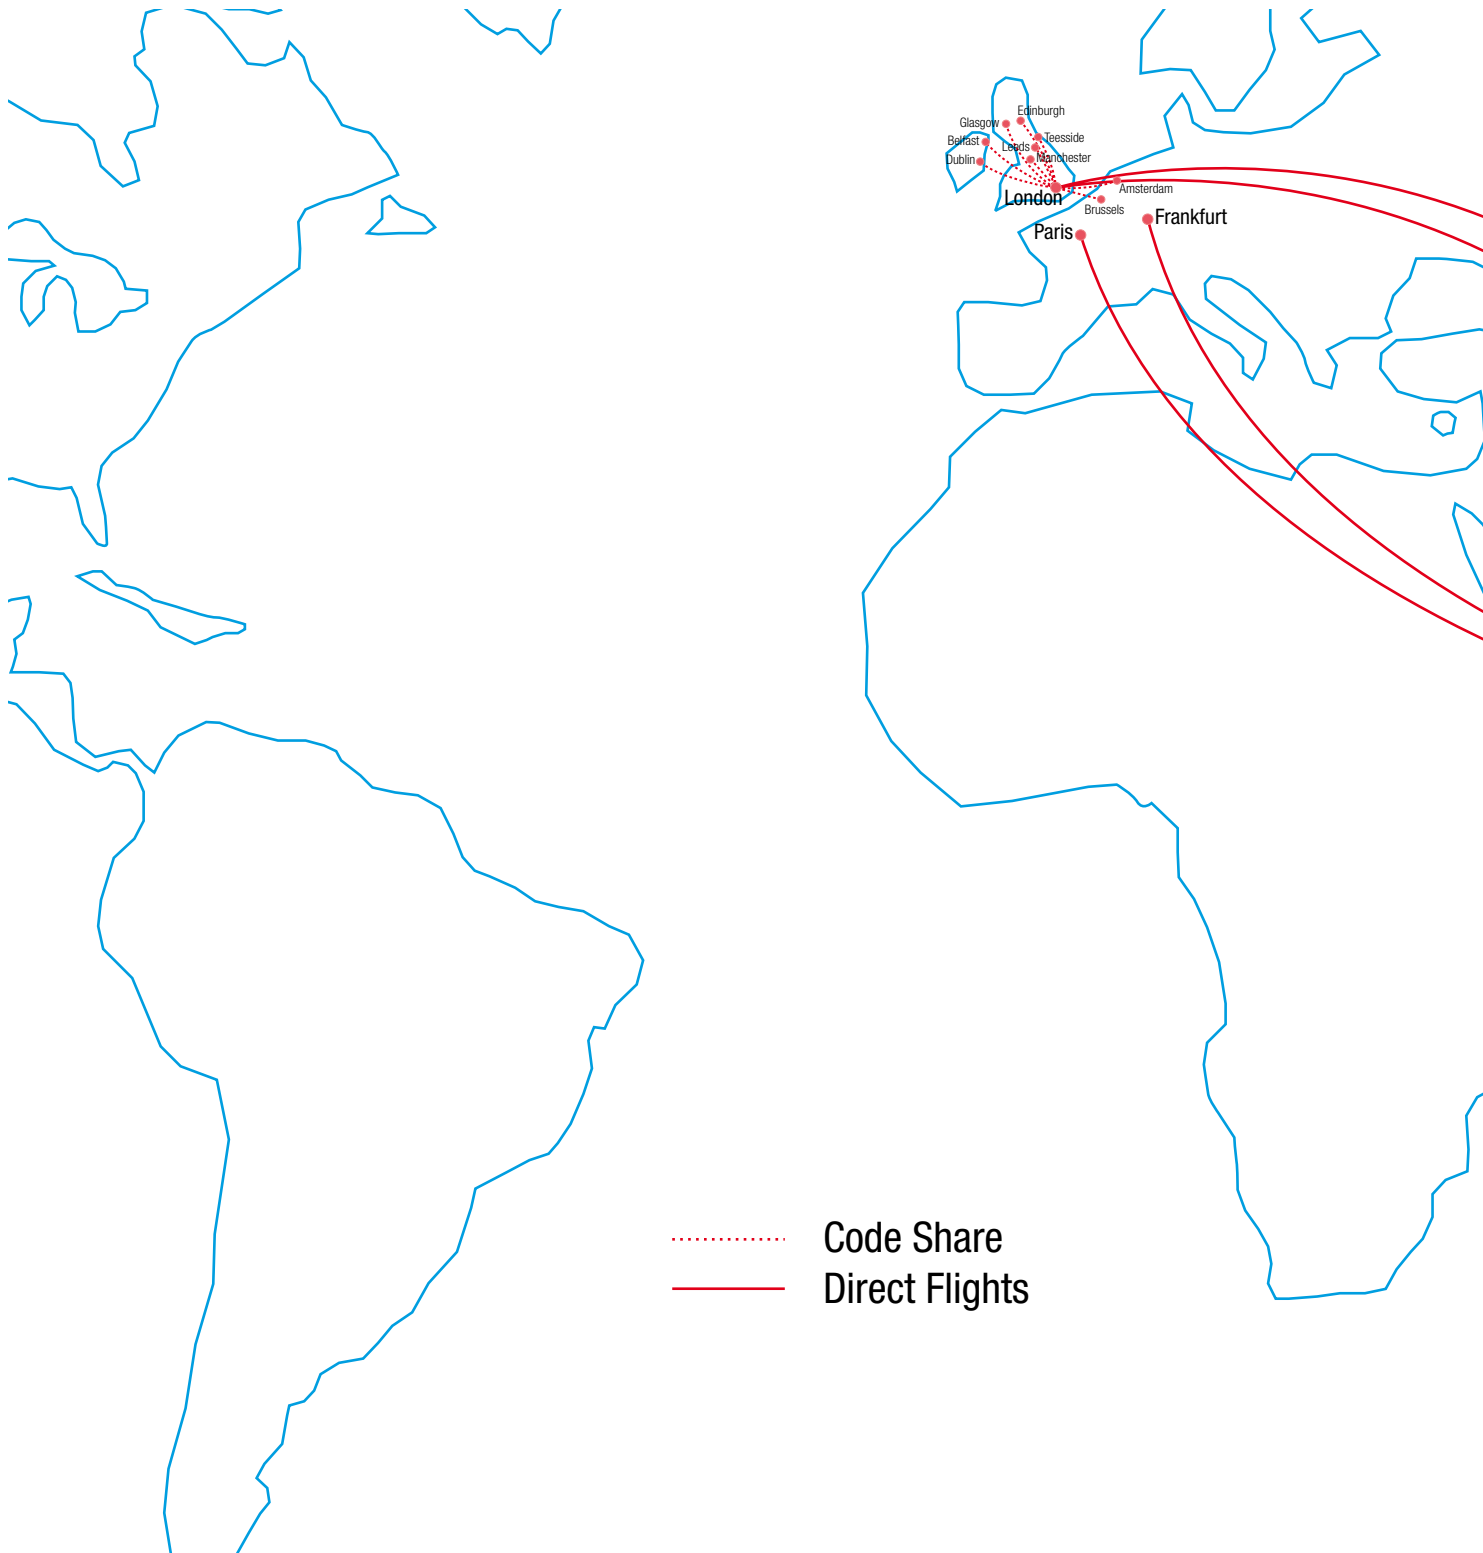 Edinburgh
Glasgow
Teesside
Belfast
Leeds
Manchester
Dublin
Amsterdam
London
Brussels
Frankfurt
Paris
Code Share
Direct Flights